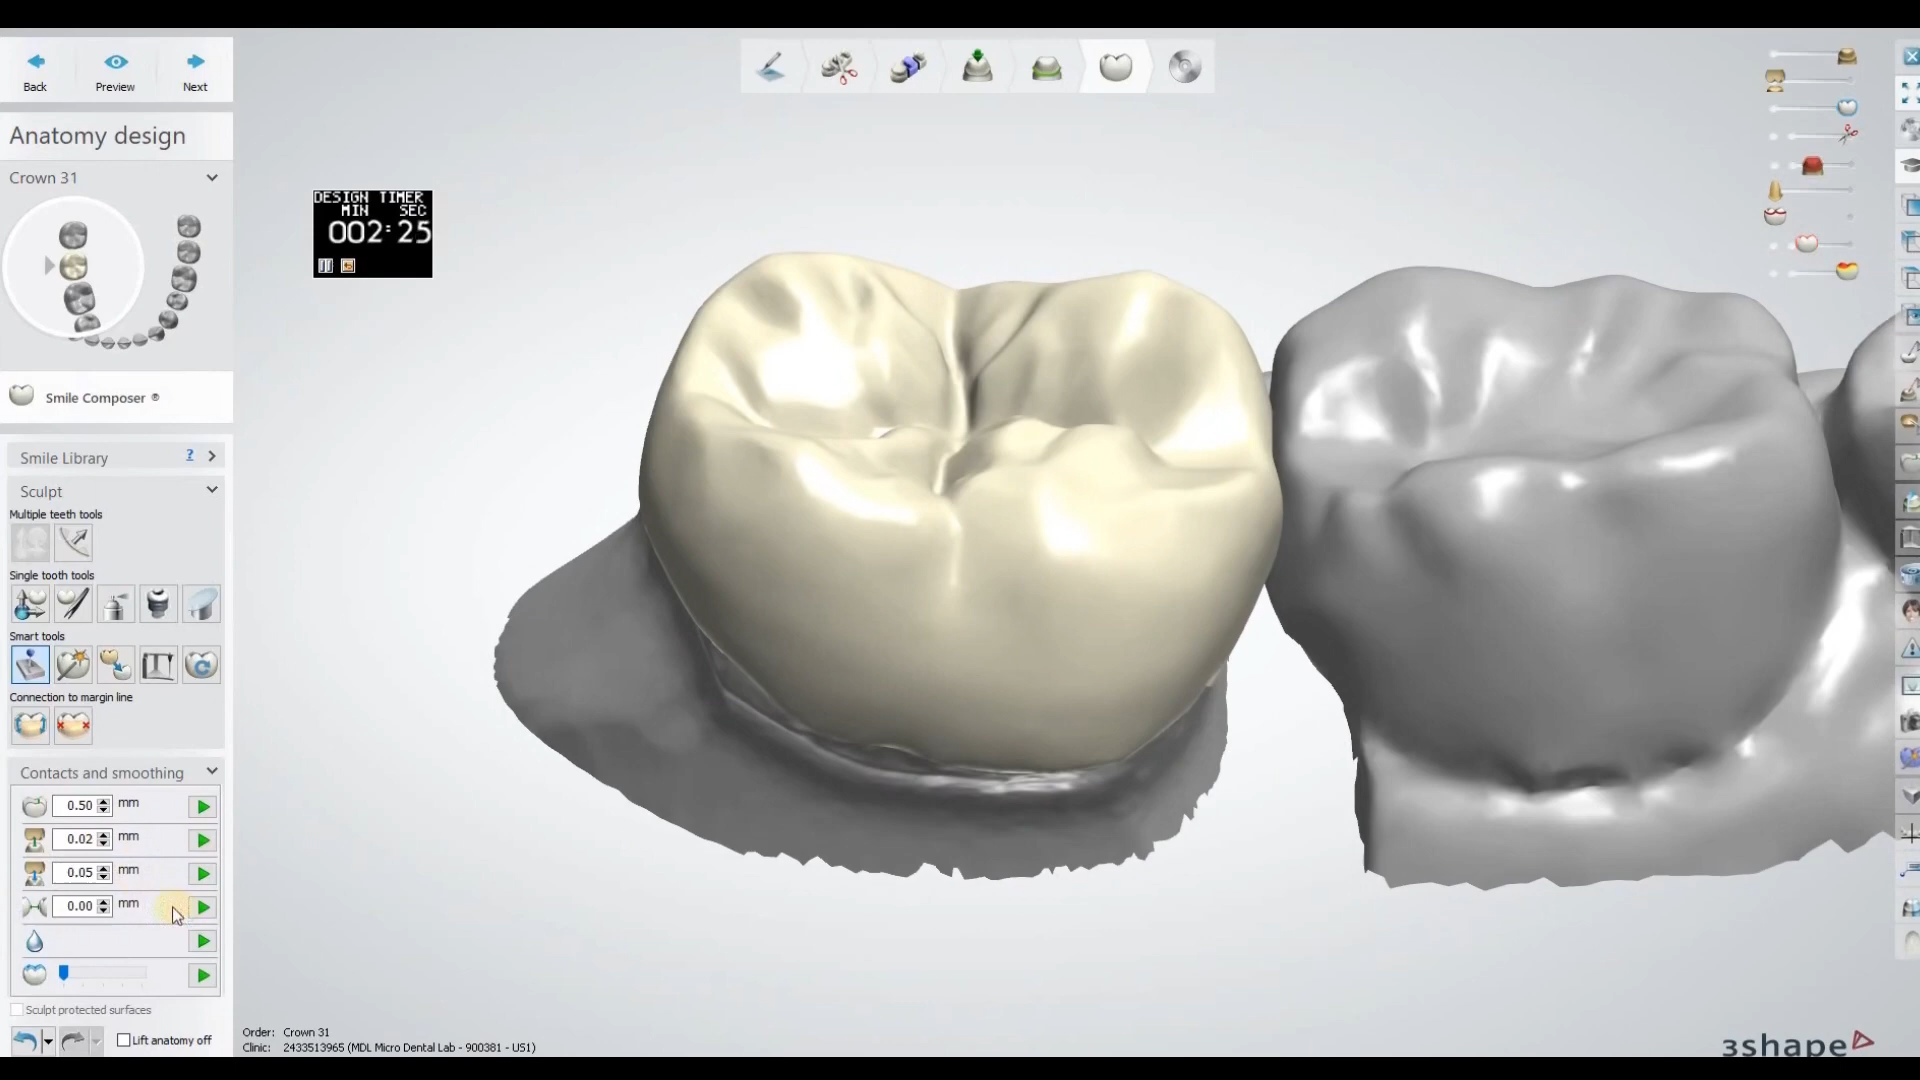 Back
Preview
Next
Anatomy design
Crown 31
Smile Composer ®
Smile Library ?
Sculpt
Multiple teeth tools
Single tooth tools
Smart tools
Connection to margin line
Contacts and smoothing
0.50 mm
0.02 mm
0.05 mm
0.00 mm
Sculpt protected surfaces
Lift anatomy off
DESIGN TIMER
MIN SEC
002:25
Order: Crown 31
Clinic: 2433513965 (MDL Micro Dental Lab - 900381 - US1)
3shape